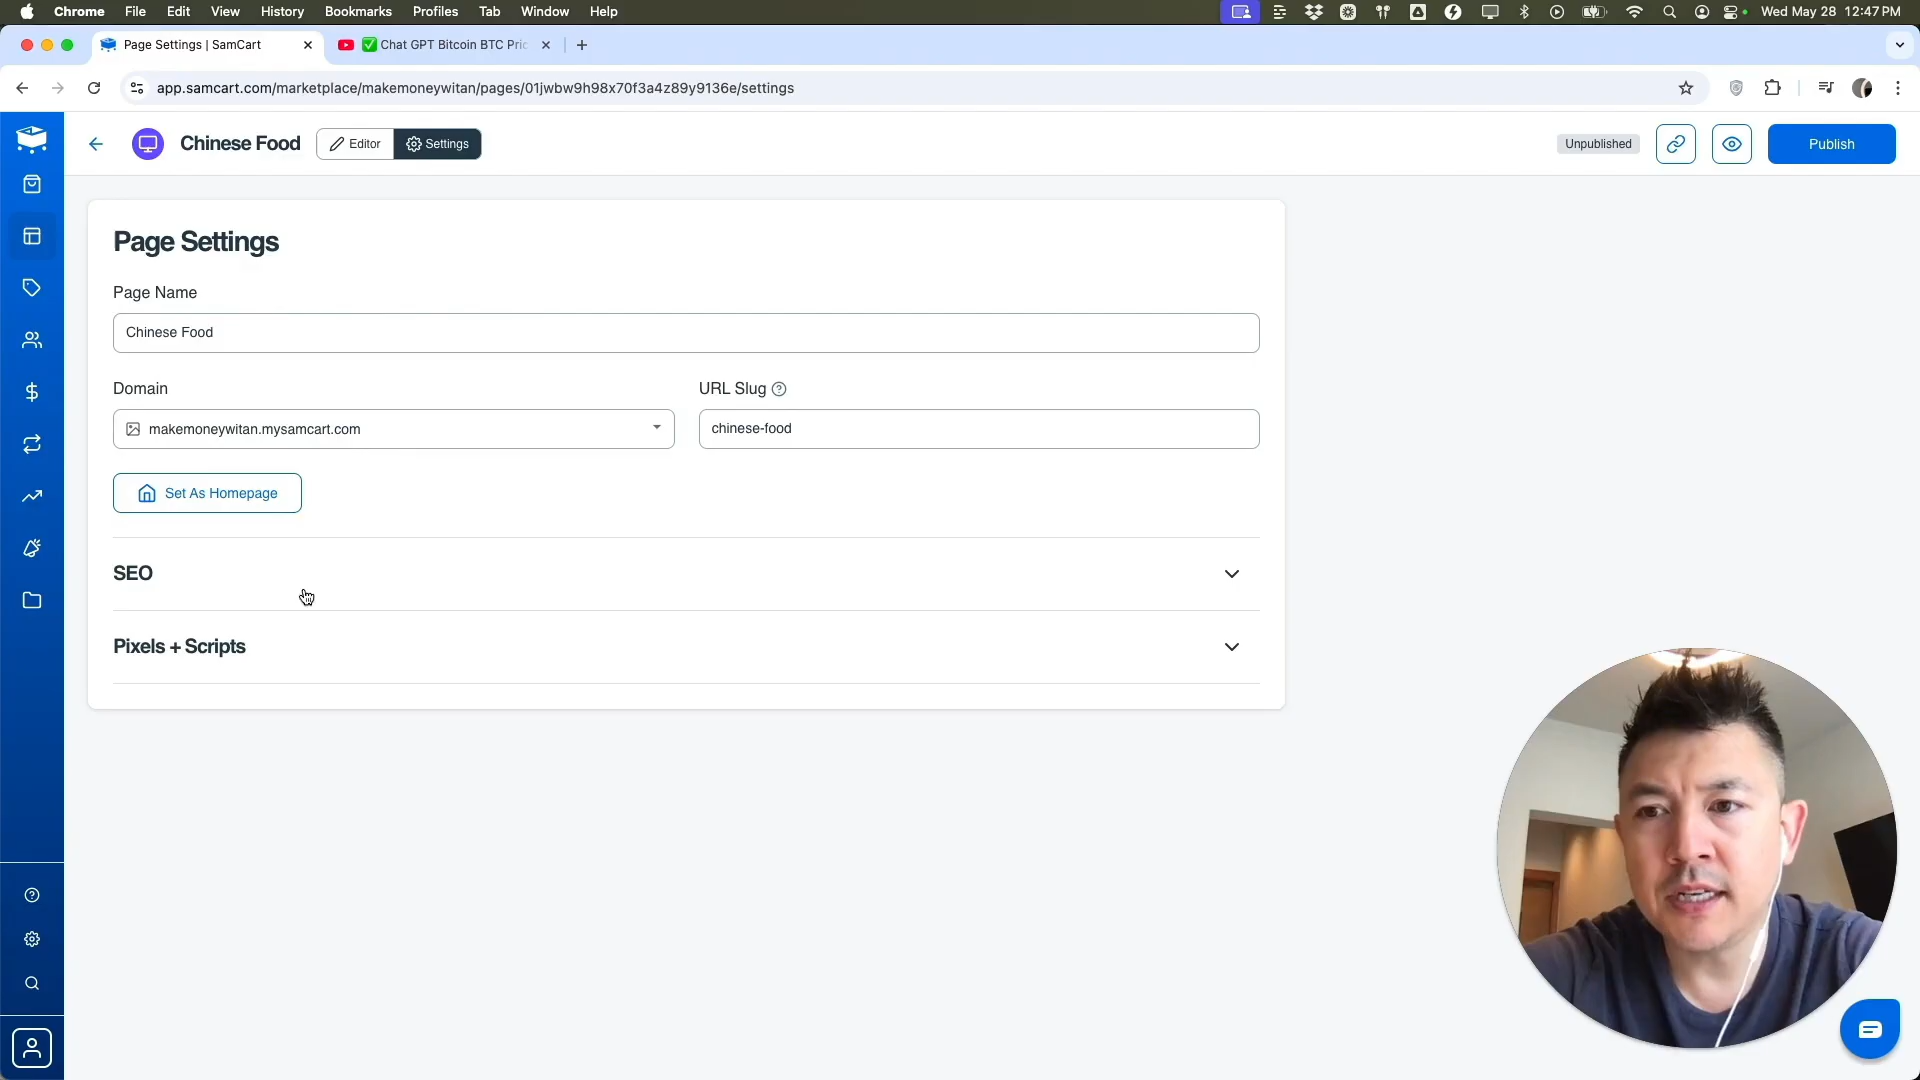 Chrome File Edit View History Bookmarks Profiles Tab Window Help Wed May 28 12:47 PM
Page Settings | SamCart ✅ Chat GPT Bitcoin BTC Pric
app.samcart.com/marketplace/makemoneywitan/pages/01jwbw9h98x70f3a4z89y9136e/settings
Chinese Food Editor Settings Unpublished Publish
Page Settings
Page Name
Chinese Food
Domain URL Slug
makemoneywitan.mysamcart.com chinese-food
Set As Homepage
SEO
Pixels + Scripts